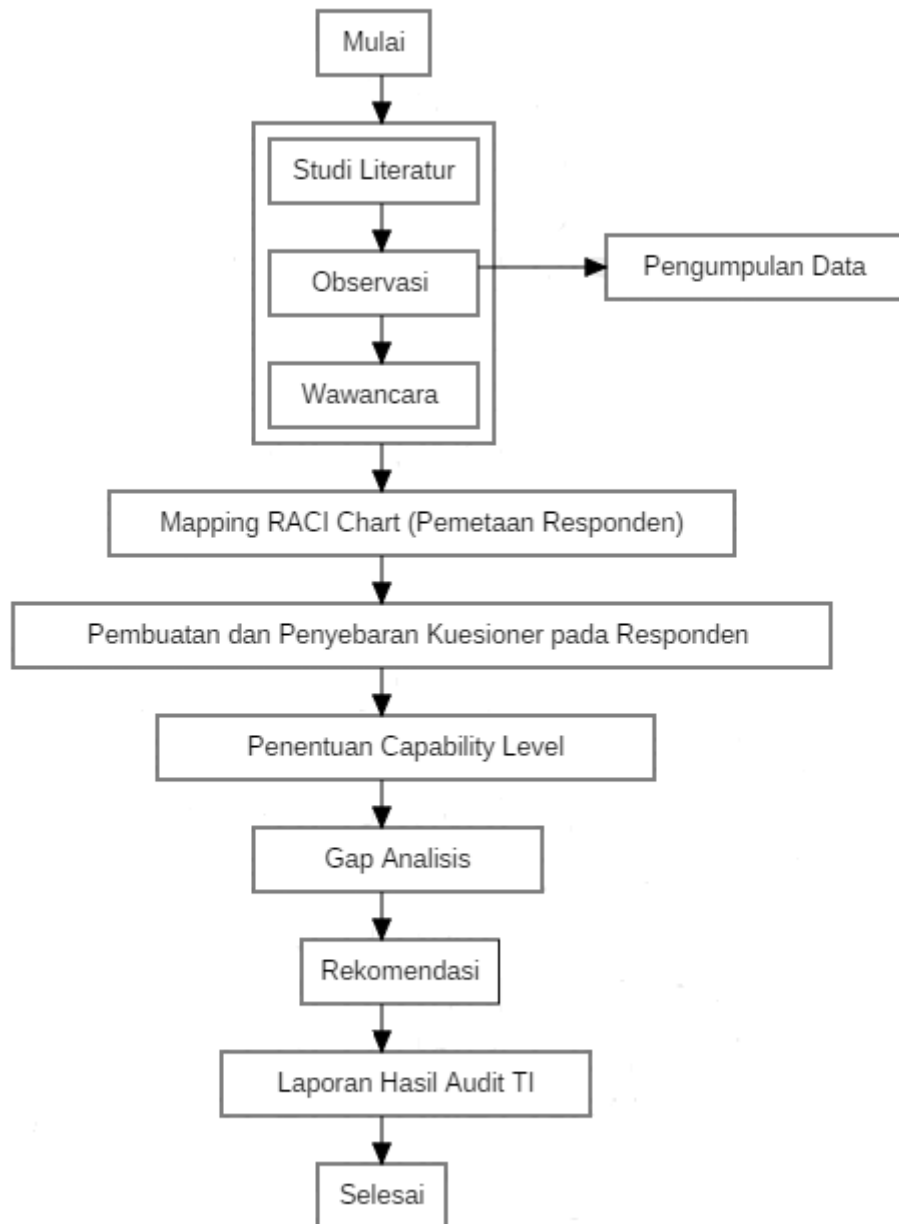 Mulai
Studi Literatur
Observasi
Pengumpulan Data
Wawancara
Mapping RACI Chart (Pemetaan Responden)
Pembuatan dan Penyebaran Kuesioner pada Responden
Penentuan Capability Level
Gap Analisis
Rekomendasi
Laporan Hasil Audit TI
Selesai